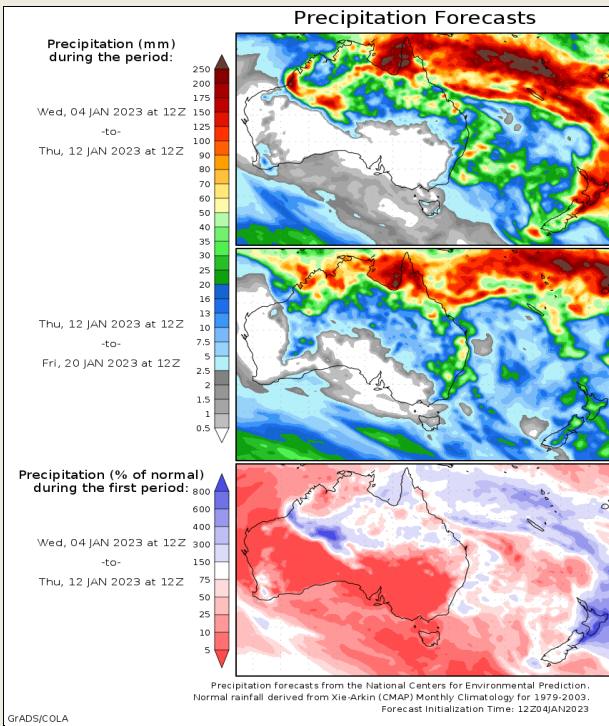 Precipitation Forecasts
Precipitation (mm)
during the period:
Wed, 04 JAN 2023 at 12Z
-to-
Thu, 12 JAN 2023 at 12Z
250
200
175
150
125
100
90
80
70
60
50
40
35
30
25
20
16
13
10
7.5
5
2.5
2
1.5
1
0.5
Thu, 12 JAN 2023 at 12Z
-to-
Fri, 20 JAN 2023 at 12Z
Precipitation (% of normal)
during the first period:
Wed, 04 JAN 2023 at 12Z
-to-
Thu, 12 JAN 2023 at 12Z
800
600
400
300
150
75
50
25
10
5
Precipitation forecasts from the National Centers for Environmental Prediction.
Normal rainfall derived from Xie-Arkin (CMAP) Monthly Climatology for 1979-2003.
Forecast Initialization Time: 12Z04JAN2023
GrADS/COLA